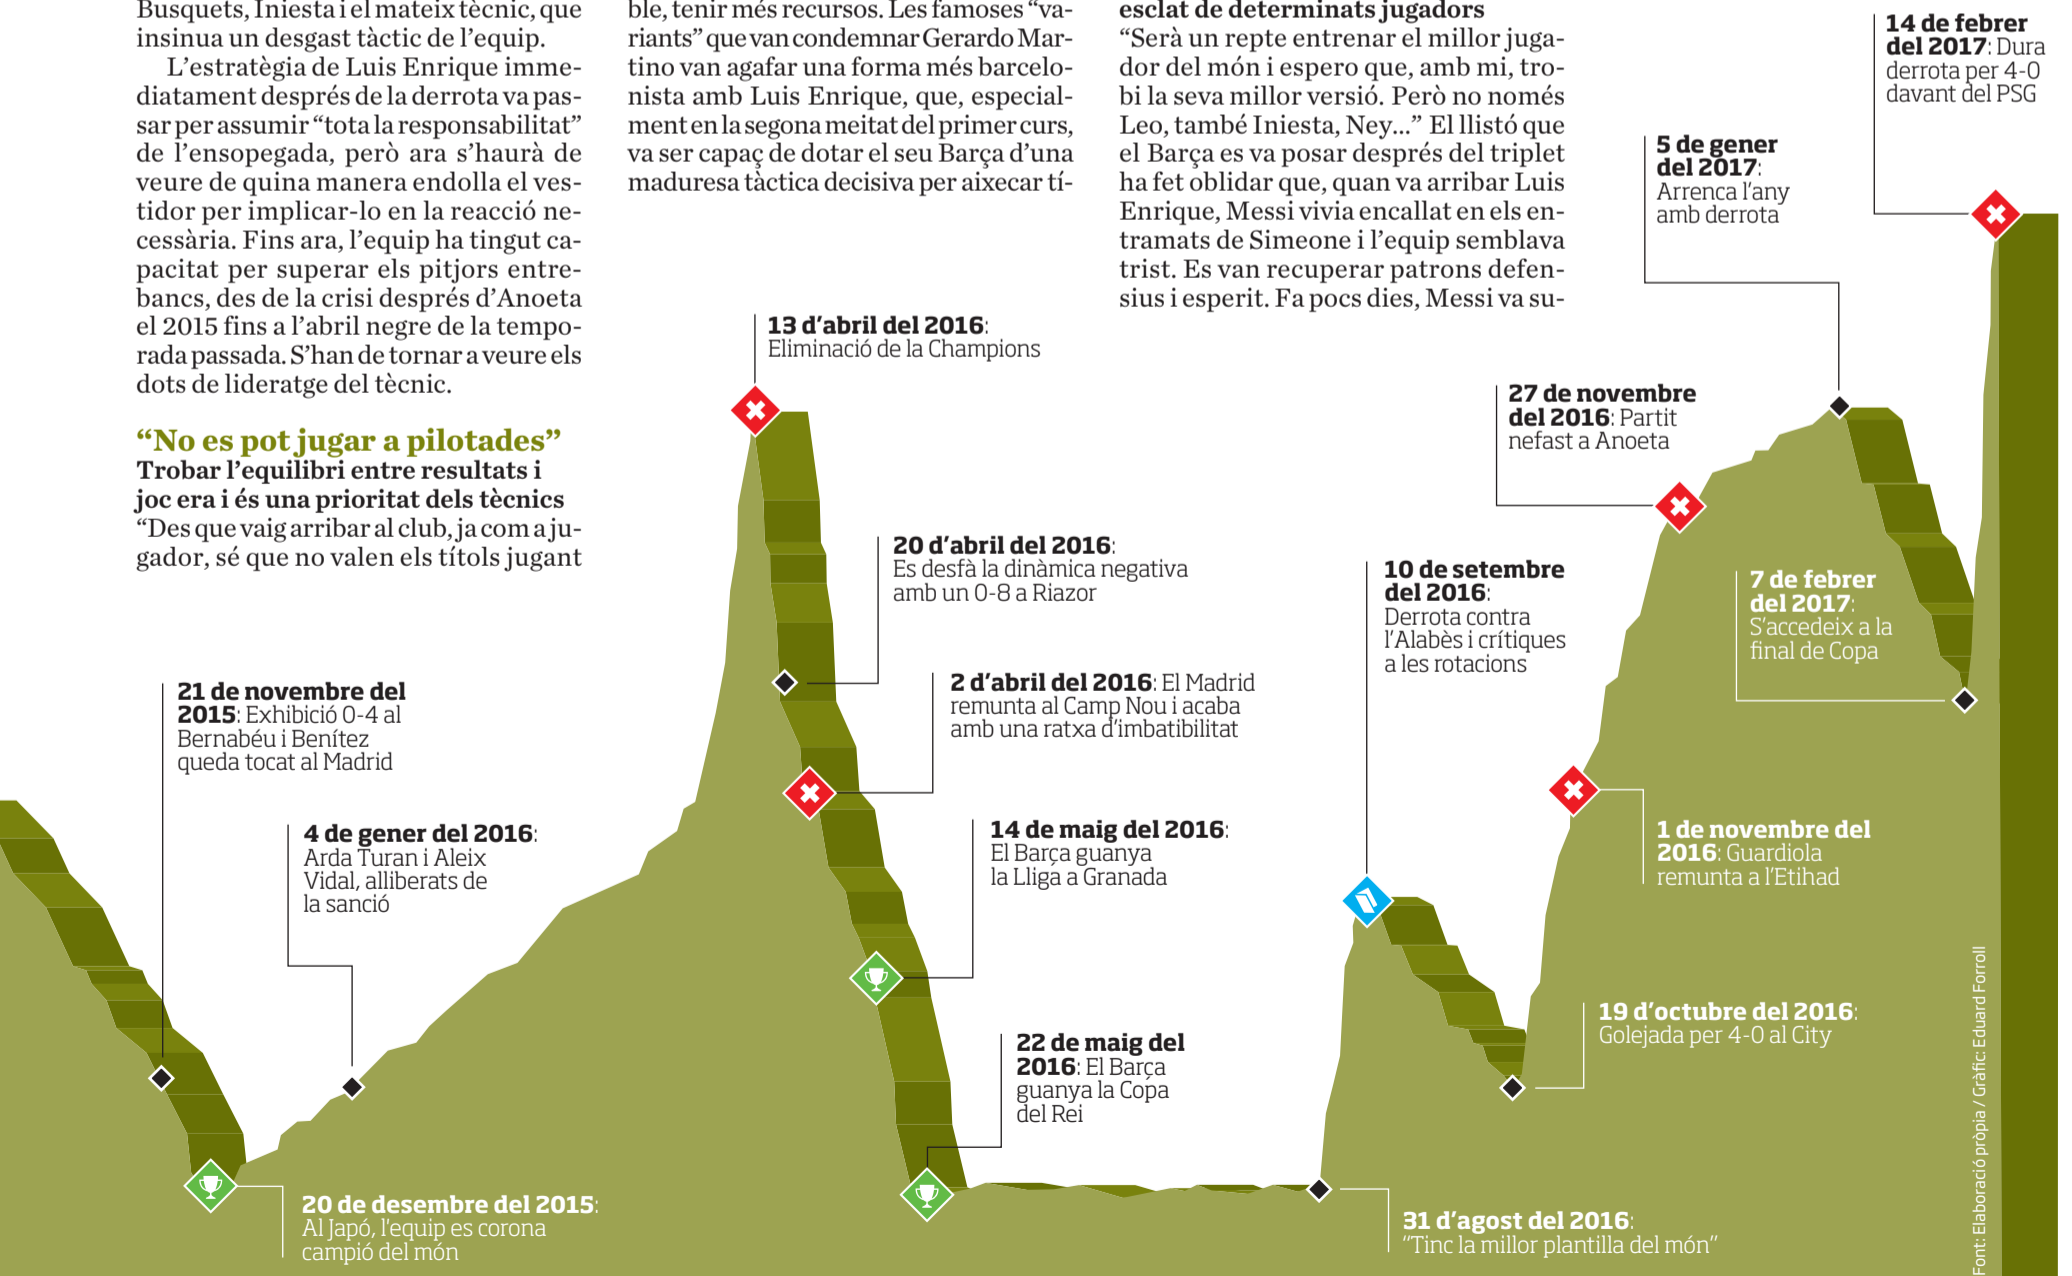 Busquets, Iniesta i el mateix tècnic, que
insinua un desgast tàctic de l’equip.
L’estratègia de Luis Enrique imme-
diatament després de la derrota va pas-
sar per assumir “tota la responsabilitat”
de l’ensopegada, però ara s’haurà de
veure de quina manera endolla el ves-
tidor per implicar-lo en la reacció ne-
cessària. Fins ara, l’equip ha tingut ca-
pacitat per superar els pitjors entre-
bancs, des de la crisi després d’Anoeta
el 2015 fins a l’abril negre de la tempo-
rada passada. S’han de tornar a veure els
dots de lideratge del tècnic.
“No es pot jugar a pilotades”
Trobar l’equilibri entre resultats i
joc era i és una prioritat dels tècnics
“Des que vaig arribar al club, ja com a ju-
gador, sé que no valen els títols jugant
ble, tenir més recursos. Les famoses “va-
riants” que van condemnar Gerardo Mar-
tino van agafar una forma més barcelo-
nista amb Luis Enrique, que, especial-
ment en la segona meitat del primer curs,
va ser capaç de dotar el seu Barça d’una
maduresa tàctica decisiva per aixecar tí-
esclat de determinats jugadors
“Serà un repte entrenar el millor juga-
dor del món i espero que, amb mi, tro-
bi la seva millor versió. Però no només
Leo, també Iniesta, Ney...” El llistó que
el Barça es va posar després del triplet
ha fet oblidar que, quan va arribar Luis
Enrique, Messi vivia encallat en els en-
tramats de Simeone i l’equip semblava
trist. Es van recuperar patrons defen-
sius i esperit. Fa pocs dies, Messi va su-
21 de novembre del
2015: Exhibició 0-4 al
Bernabéu i Benítez
queda tocat al Madrid
20 de desembre del 2015:
Al Japó, l’equip es corona
campió del món
4 de gener del 2016:
Arda Turan i Aleix
Vidal, alliberats de
la sanció
13 d’abril del 2016:
Eliminació de la Champions
20 d’abril del 2016:
Es desfà la dinàmica negativa
amb un 0-8 a Riazor
2 d’abril del 2016: El Madrid
remunta al Camp Nou i acaba
amb una ratxa d’imbatibilitat
14 de maig del 2016:
El Barça guanya
la Lliga a Granada
22 de maig del
2016: El Barça
guanya la Copa
del Rei
31 d’agost del 2016:
“Tinc la millor plantilla del món”
10 de setembre
del 2016:
Derrota contra
l’Alabès i crítiques
a les rotacions
19 d’octubre del 2016:
Golejada per 4-0 al City
1 de novembre del
2016: Guardiola
remunta a l’Etihad
27 de novembre
del 2016: Partit
nefast a Anoeta
5 de gener
del 2017:
Arrenca l’any
amb derrota
7 de febrer
del 2017:
S’accedeix a la
final de Copa
14 de febrer
del 2017: Dura
derrota per 4-0
davant del PSG
Font: Elaboració pròpia / Gràfic: Eduard Forroll